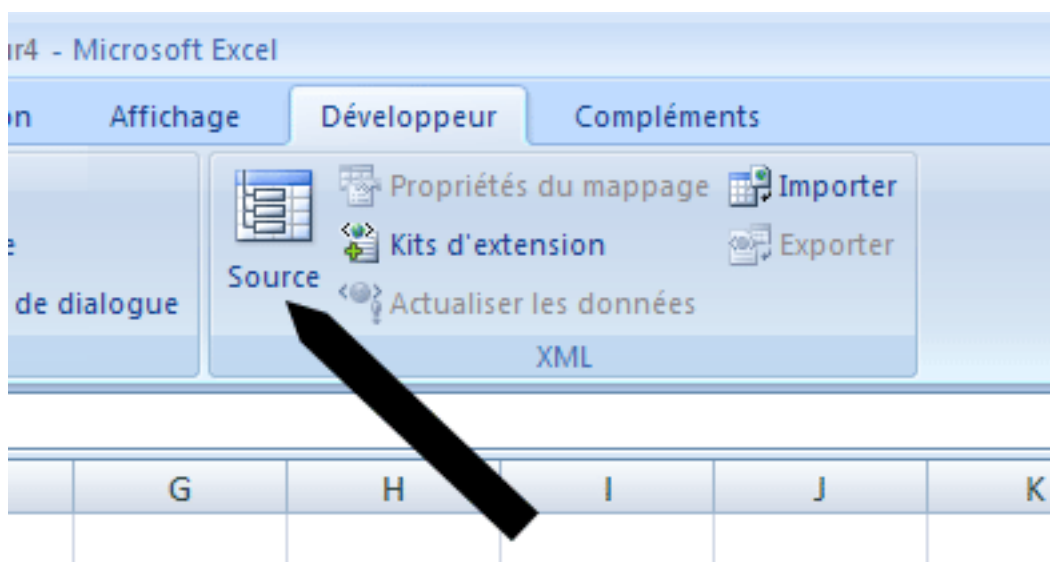 r4 - Microsoft Excel
on Affichage Développeur Compléments
Propriétés du mappage Importer
e Kits d'extension Exporter
Source
de dialogue Actualiser les données
XML
G H I J K